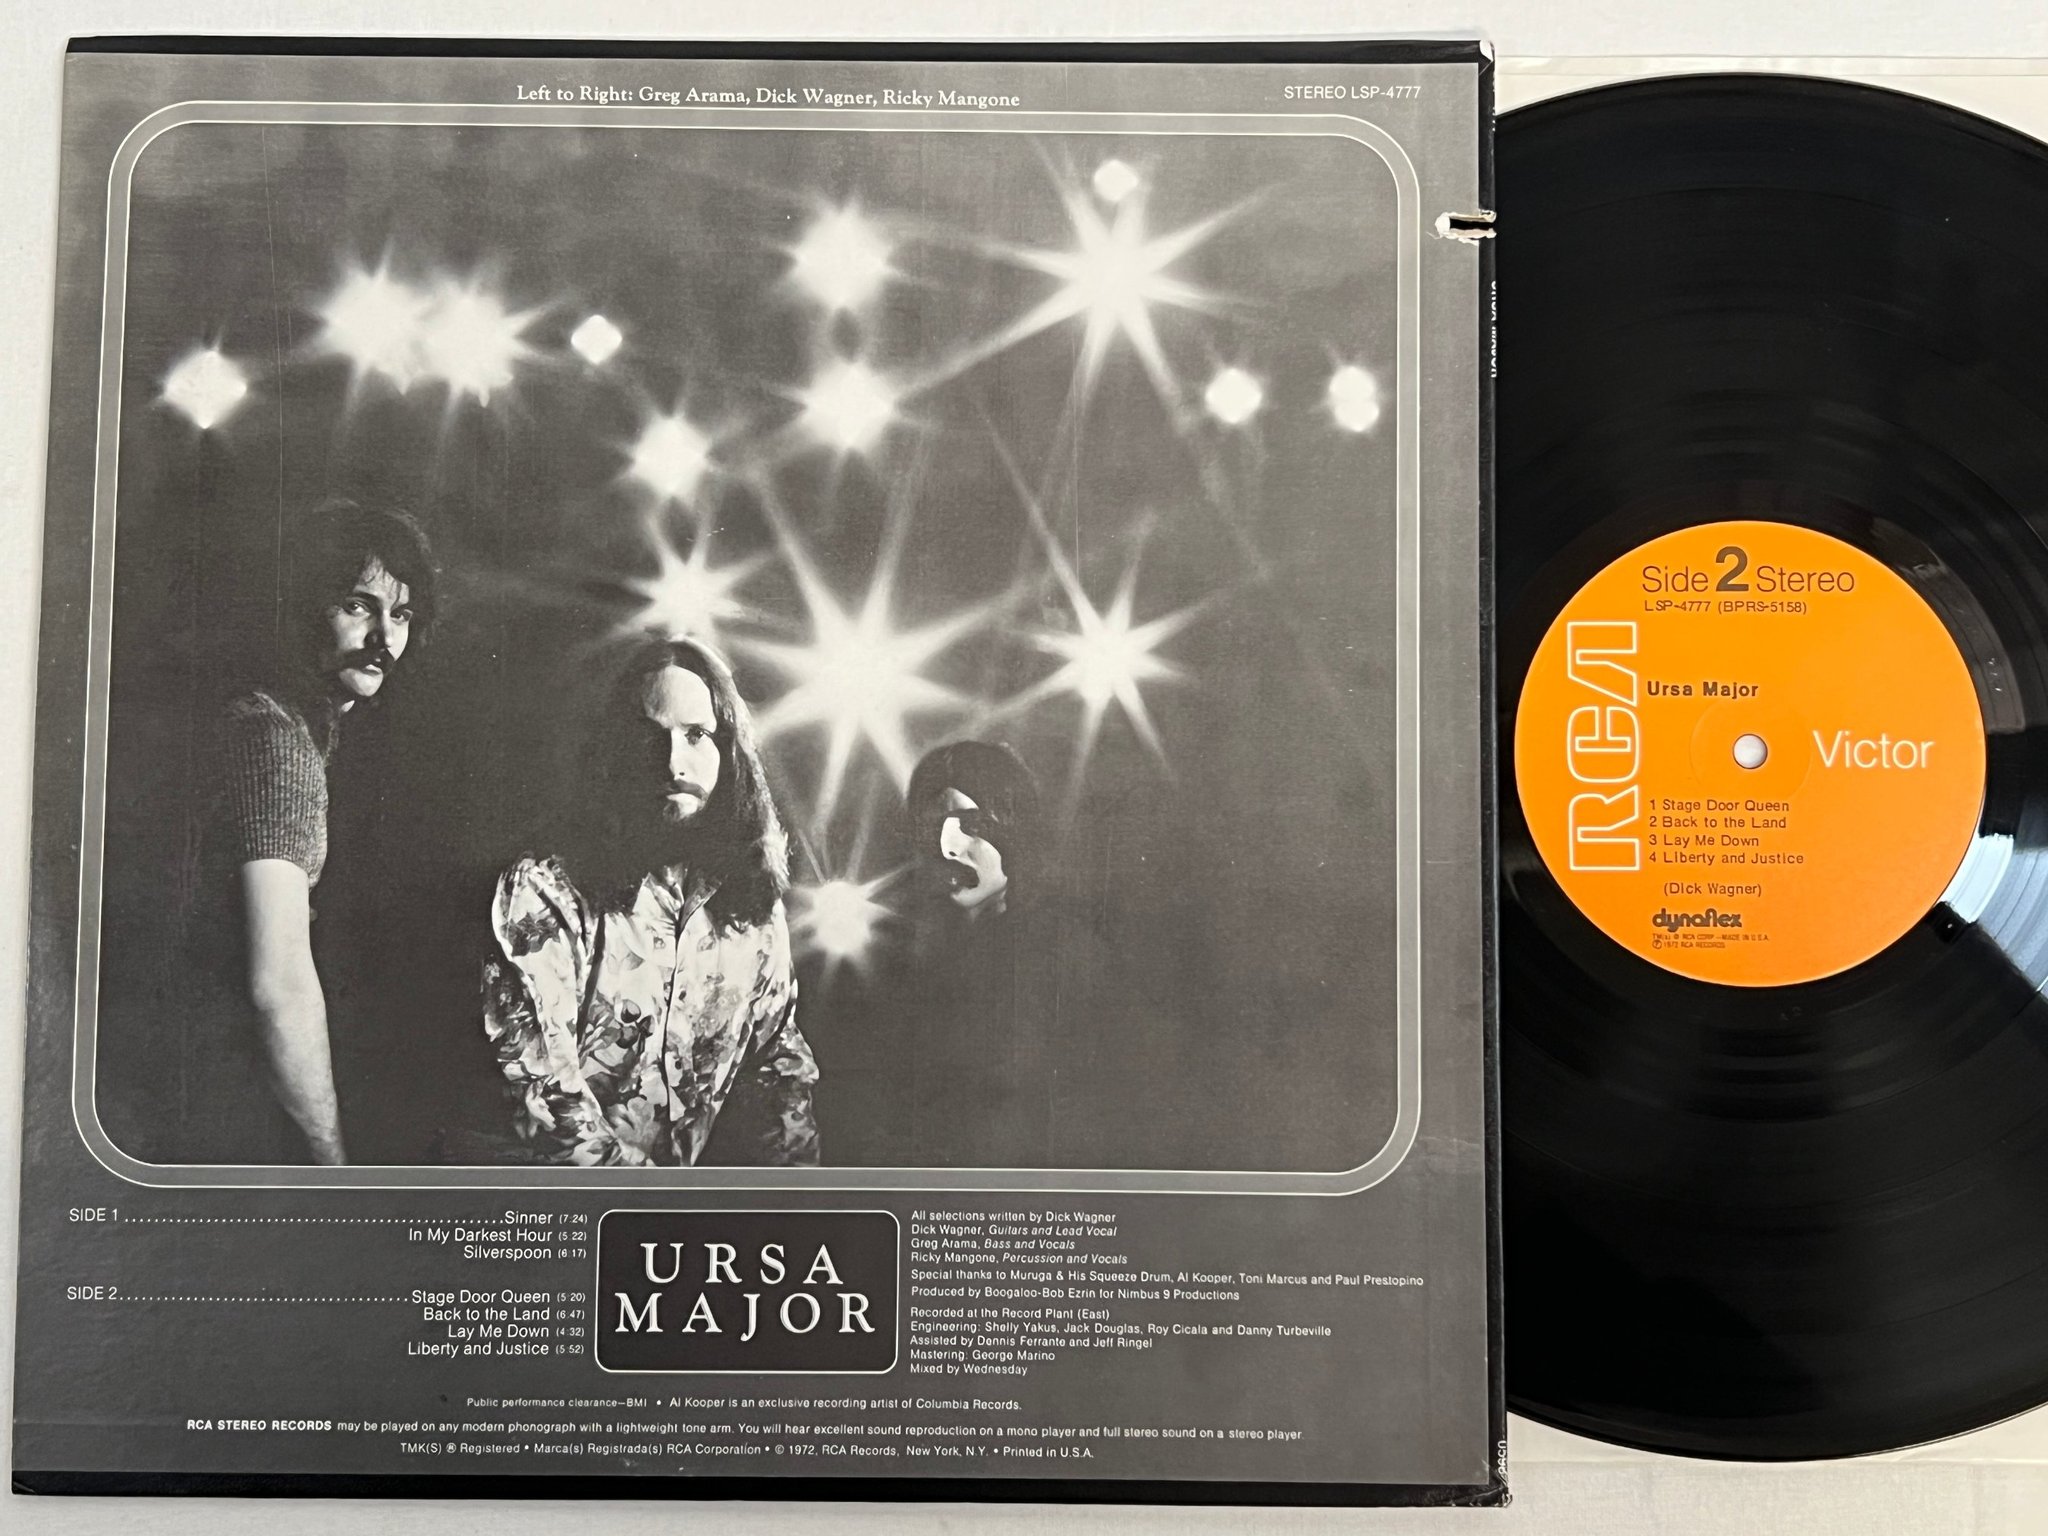 Left to Right: Greg Arama, Dick Wagner, Ricky Mangone
STEREO LSP-4777
SIDE 1 ................................................ Sinner (7:24)
In My Darkest Hour (5:22)
Silverspoon (6:17)
SIDE 2 ..................................... Stage Door Queen (5:20)
Back to the Land (6:47)
Lay Me Down (4:32)
Liberty and Justice (5:52)
URSA
MAJOR
All selections written by Dick Wagner
Dick Wagner, Guitars and Lead Vocal
Greg Arama, Bass and Vocals
Ricky Mangone, Percussion and Vocals
Special thanks to Muruga & His Squeeze Drum, Al Kooper, Toni Marcus and Paul Prestopino
Produced by Boogaloo-Bob Ezrin for Nimbus 9 Productions
Recorded at the Record Plant (East)
Engineering: Shelly Yakus, Jack Douglas, Roy Cicala and Danny Turbeville
Assisted by Dennis Ferrante and Jeff Ringel
Mastering: George Marino
Mixed by Wednesday
Public performance clearance—BMI • Al Kooper is an exclusive recording artist of Columbia Records.
RCA STEREO RECORDS may be played on any modern phonograph with a lightweight tone arm. You will hear excellent sound reproduction on a mono player and full stereo sound on a stereo player.
TMK(S) ® Registered • Marca(s) Registrada(s) RCA Corporation • © 1972, RCA Records, New York, N.Y. • Printed in U.S.A.
Side 2 Stereo
LSP-4777 (BPRS-5158)
RCA
Ursa Major
Victor
1 Stage Door Queen
2 Back to the Land
3 Lay Me Down
4 Liberty and Justice
(Dick Wagner)
dynaflex
TM(s) ® RCA CORP.—MADE IN U.S.A.
℗ 1972 RCA RECORDS